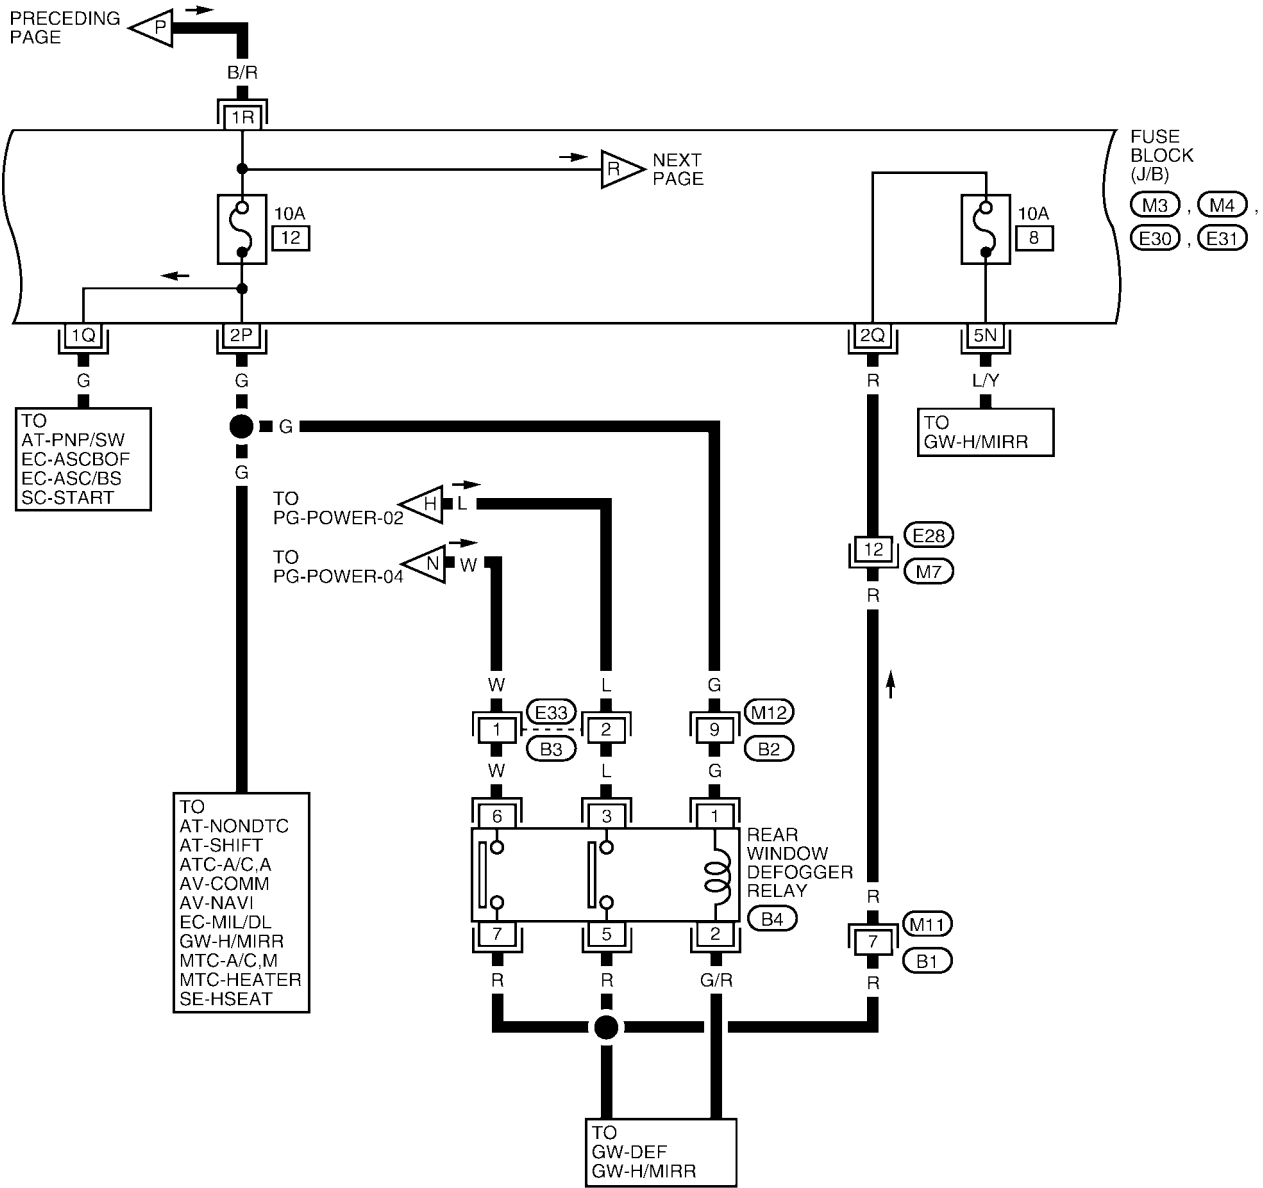 PRECEDING
PAGE
P
B/R
1R
R
NEXT
PAGE
FUSE
BLOCK
(J/B)
M3 , M4 ,
E30 , E31
10A
12
10A
8
1Q
2P
2Q
5N
G
G
R
L/Y
TO
AT-PNP/SW
EC-ASCBOF
EC-ASC/BS
SC-START
G
G
TO
GW-H/MIRR
TO
PG-POWER-02
H
L
TO
PG-POWER-04
N
W
12
E28
M7
R
W
L
G
1
E33
B3
2
9
M12
B2
W
L
G
6
3
1
REAR
WINDOW
DEFOGGER
RELAY
B4
7
5
2
R
R
G/R
R
7
M11
B1
R
TO
AT-NONDTC
AT-SHIFT
ATC-A/C,A
AV-COMM
AV-NAVI
EC-MIL/DL
GW-H/MIRR
MTC-A/C,M
MTC-HEATER
SE-HSEAT
TO
GW-DEF
GW-H/MIRR